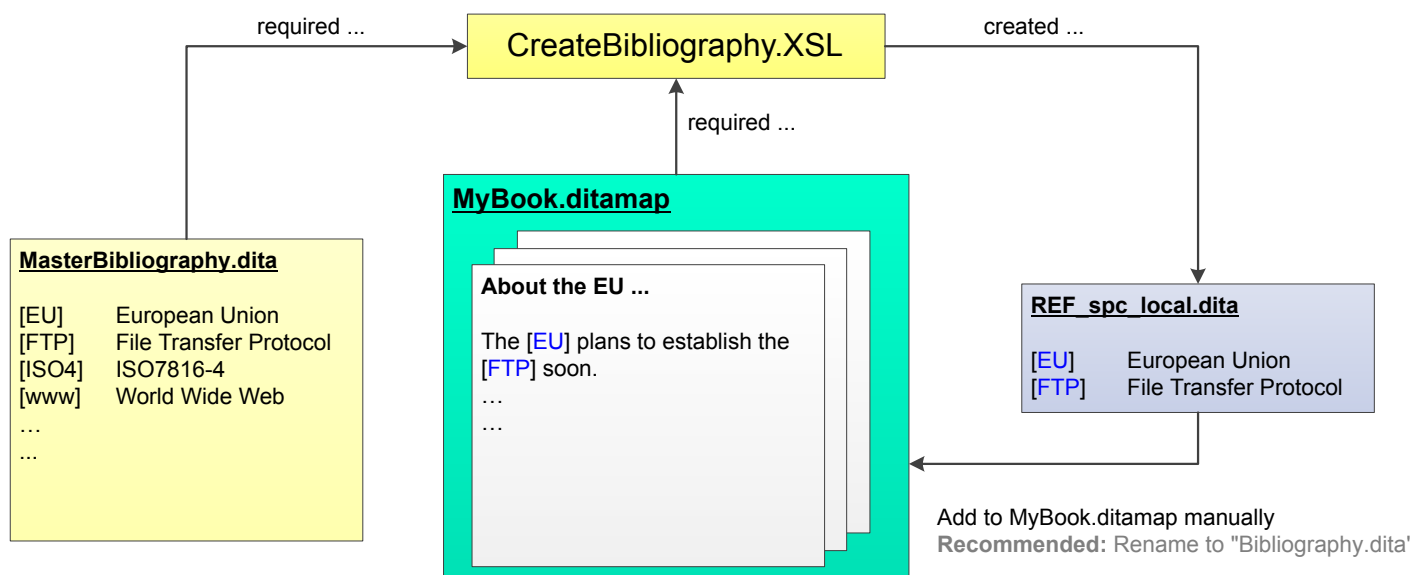 required ...
CreateBibliography.XSL
created ...
required ...
MyBook.ditamap
MasterBibliography.dita
[EU] European Union
[FTP] File Transfer Protocol
[ISO4] ISO7816-4
[www] World Wide Web
…
...
About the EU ...
The [EU] plans to establish the
[FTP] soon.
…
…
REF_spc_local.dita
[EU] European Union
[FTP] File Transfer Protocol
Add to MyBook.ditamap manually
Recommended: Rename to "Bibliography.dita'